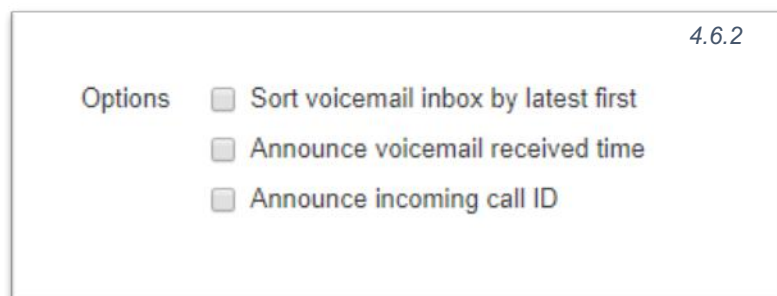 4.6.2
Options Sort voicemail inbox by latest first
Announce voicemail received time
Announce incoming call ID